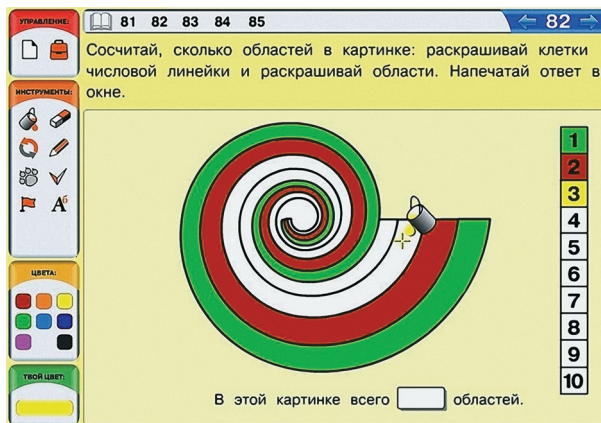 УПРАВЛЕНИЕ:
81 82 83 84 85
82
Сосчитай, сколько областей в картинке: раскрашивай клетки
числовой линейки и раскрашивай области. Напечатай ответ в
окне.
ИНСТРУМЕНТЫ:
Аб
1
2
3
4
5
6
7
8
9
10
ЦВЕТА:
ТВОЙ ЦВЕТ:
В этой картинке всего областей.